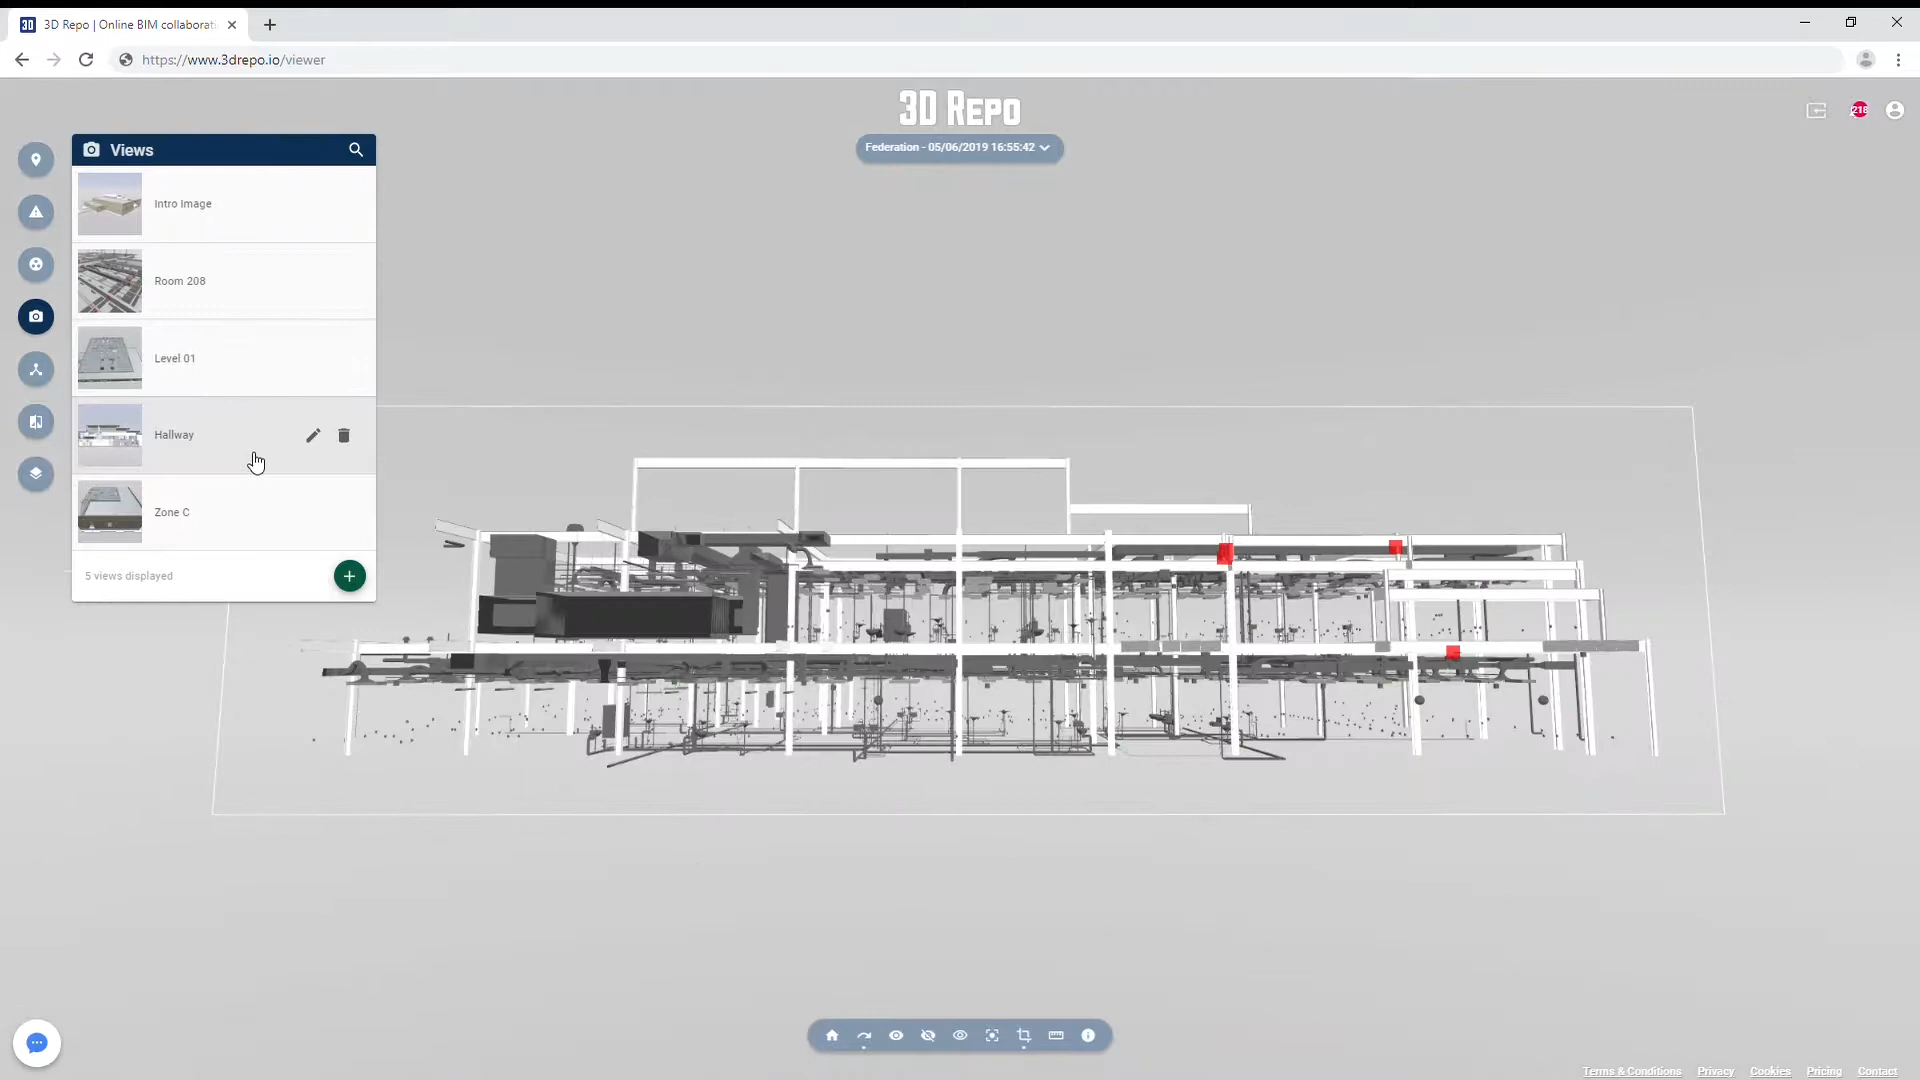 3D Repo | Online BIM collaborati
https://www.3drepo.io/viewer
3D REPO
Federation - 05/06/2019 16:55:42
218
Views
Intro Image
Room 208
Level 01
Hallway
Zone C
5 views displayed
Terms & Conditions Privacy Cookies Pricing Contact